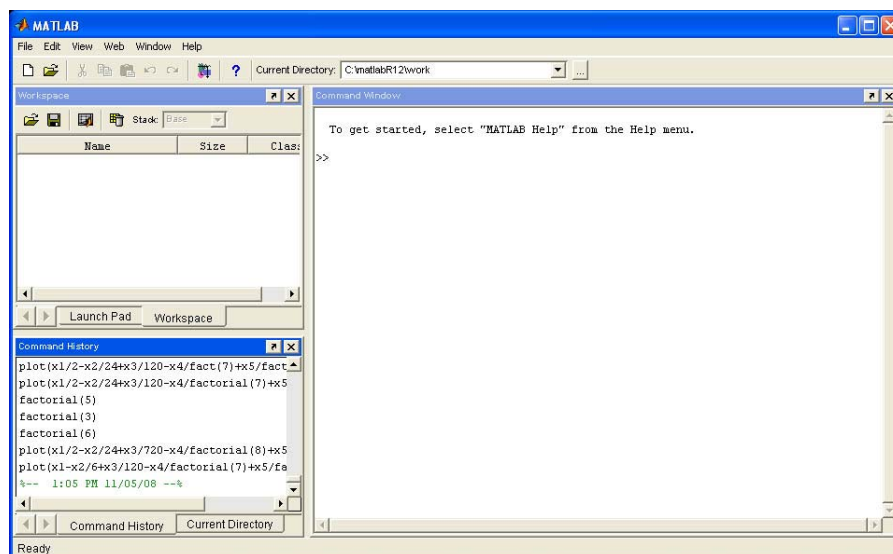 MATLAB
File Edit View Web Window Help
? Current Directory: C:\matlabR12\work ...
Workspace
Stack: Base
Name Size Clas
Launch Pad Workspace
Command History
plot(x1/2-x2/24+x3/120-x4/fact(7)+x5/fact
plot(x1/2-x2/24+x3/120-x4/factorial(7)+x5
factorial(5)
factorial(3)
factorial(6)
plot(x1/2-x2/24+x3/720-x4/factorial(8)+x5
plot(x1-x2/6+x3/120-x4/factorial(7)+x5/fa
%-- 1:05 PM 11/05/08 --%
Command History Current Directory
Command Window
To get started, select "MATLAB Help" from the Help menu.
>>
Ready